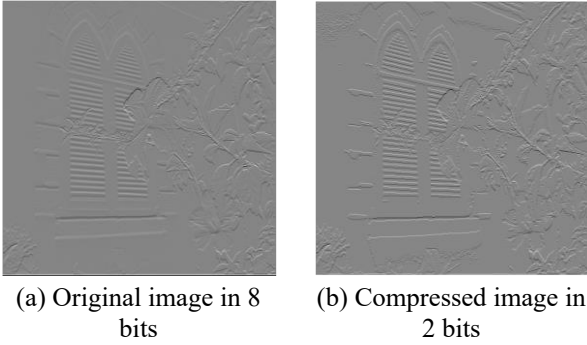 (a) Original image in 8
bits
(b) Compressed image in
2 bits